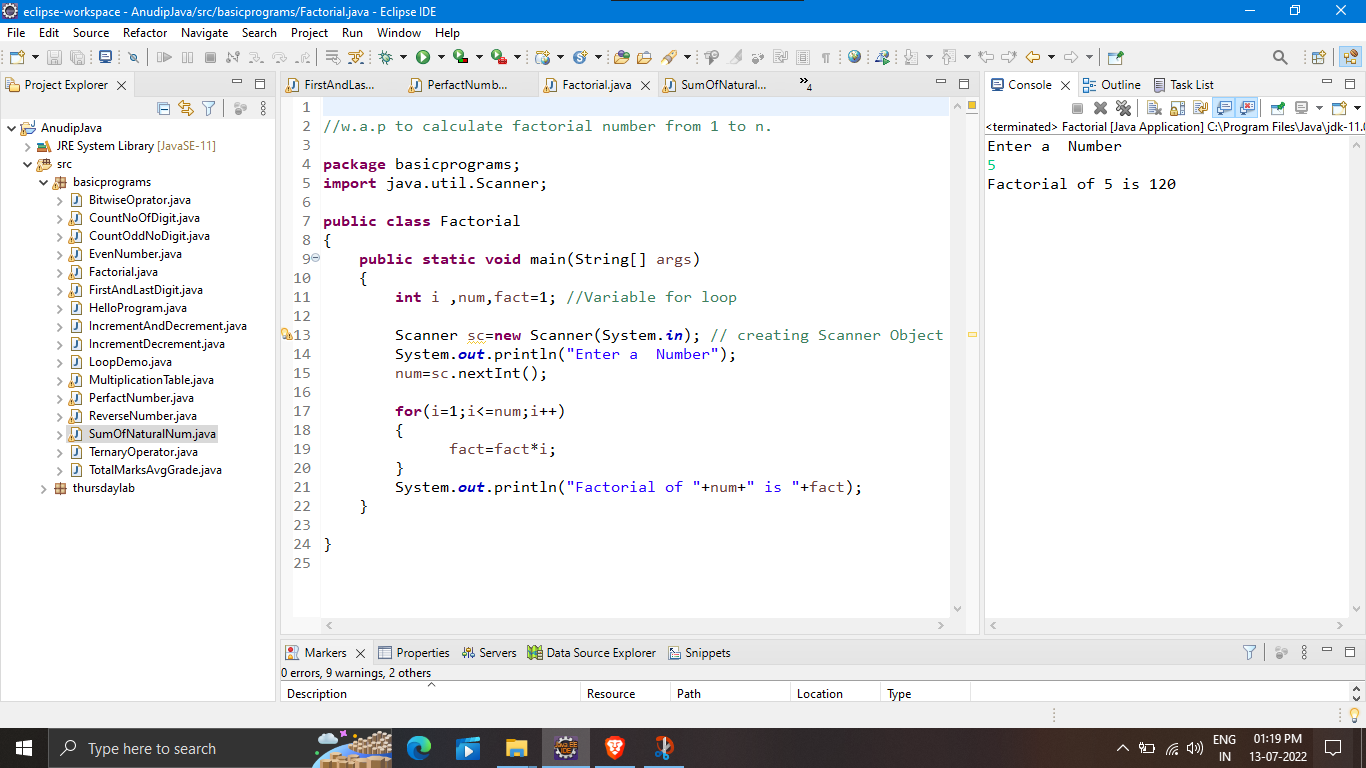 eclipse-workspace - AnudipJava/src/basicprograms/Factorial.java - Eclipse IDE
File Edit Source Refactor Navigate Search Project Run Window Help
Project Explorer
AnudipJava
JRE System Library [JavaSE-11]
src
basicprograms
BitwiseOprator.java
CountNoOfDigit.java
CountOddNoDigit.java
EvenNumber.java
Factorial.java
FirstAndLastDigit.java
HelloProgram.java
IncrementAndDecrement.java
IncrementDecrement.java
LoopDemo.java
MultiplicationTable.java
PerfactNumber.java
ReverseNumber.java
SumOfNaturalNum.java
TernaryOperator.java
TotalMarksAvgGrade.java
thursdaylab
FirstAndLas... PerfactNumb... Factorial.java SumOfNatural... 4
1
2 //w.a.p to calculate factorial number from 1 to n.
3
4 package basicprograms;
5 import java.util.Scanner;
6
7 public class Factorial
8 {
9 public static void main(String[] args)
10 {
11 int i ,num,fact=1; //Variable for loop
12
13 Scanner sc=new Scanner(System.in); // creating Scanner Object
14 System.out.println("Enter a  Number");
15 num=sc.nextInt();
16
17 for(i=1;i<=num;i++)
18 {
19 fact=fact*i;
20 }
21 System.out.println("Factorial of "+num+" is "+fact);
22 }
23
24 }
25
Console Outline Task List
<terminated> Factorial [Java Application] C:\Program Files\Java\jdk-11.0
Enter a  Number
5
Factorial of 5 is 120
Markers Properties Servers Data Source Explorer Snippets
0 errors, 9 warnings, 2 others
Description Resource Path Location Type
Type here to search
ENG
IN
01:19 PM
13-07-2022